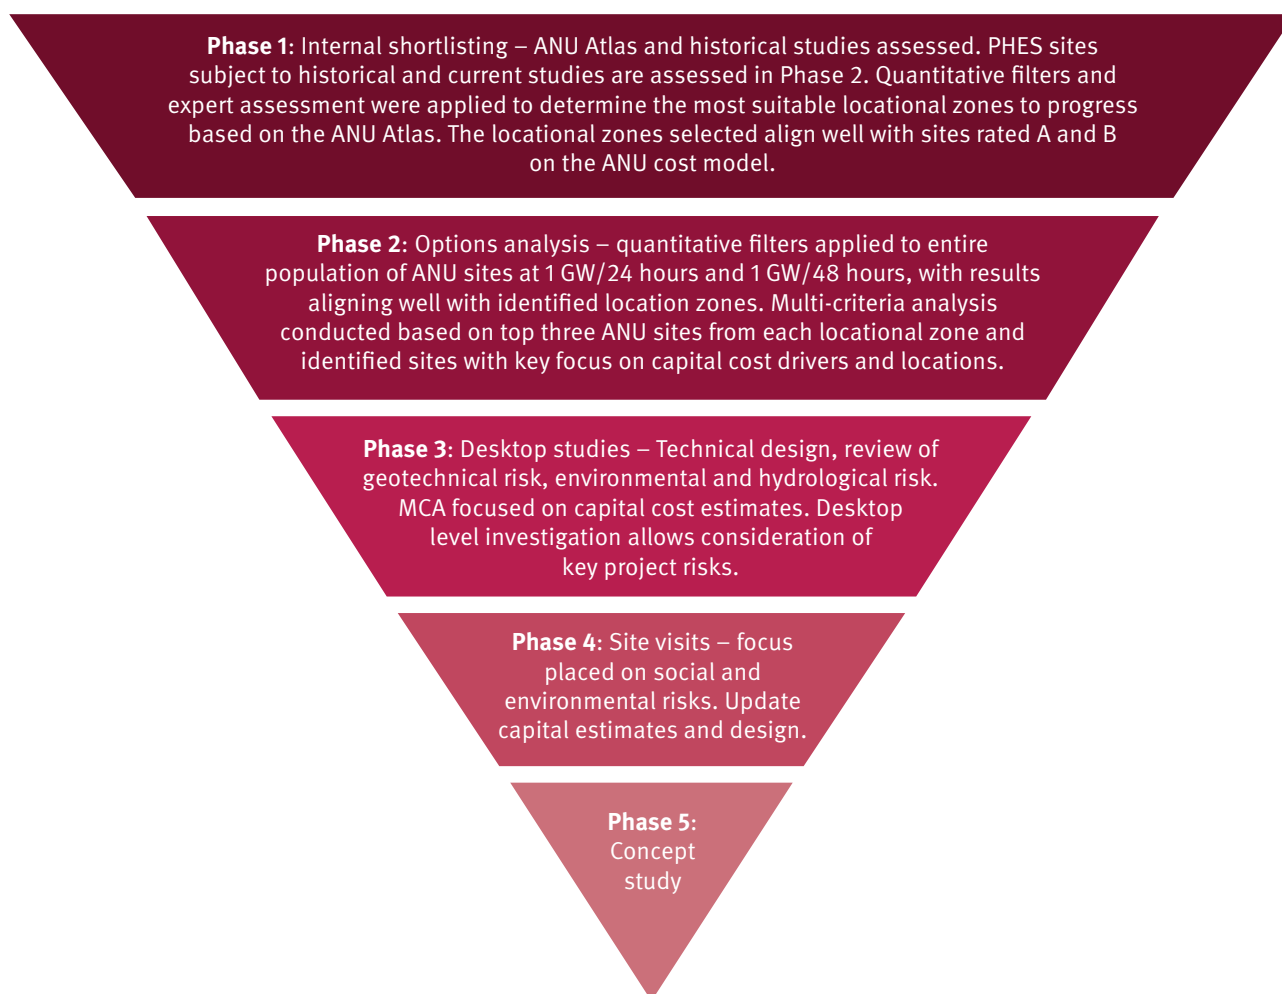 Phase 1: Internal shortlisting – ANU Atlas and historical studies assessed. PHES sites
subject to historical and current studies are assessed in Phase 2. Quantitative filters and
expert assessment were applied to determine the most suitable locational zones to progress
based on the ANU Atlas. The locational zones selected align well with sites rated A and B
on the ANU cost model.
Phase 2: Options analysis – quantitative filters applied to entire
population of ANU sites at 1 GW/24 hours and 1 GW/48 hours, with results
aligning well with identified location zones. Multi-criteria analysis
conducted based on top three ANU sites from each locational zone and
identified sites with key focus on capital cost drivers and locations.
Phase 3: Desktop studies – Technical design, review of
geotechnical risk, environmental and hydrological risk.
MCA focused on capital cost estimates. Desktop
level investigation allows consideration of
key project risks.
Phase 4: Site visits – focus
placed on social and
environmental risks. Update
capital estimates and design.
Phase 5:
Concept
study